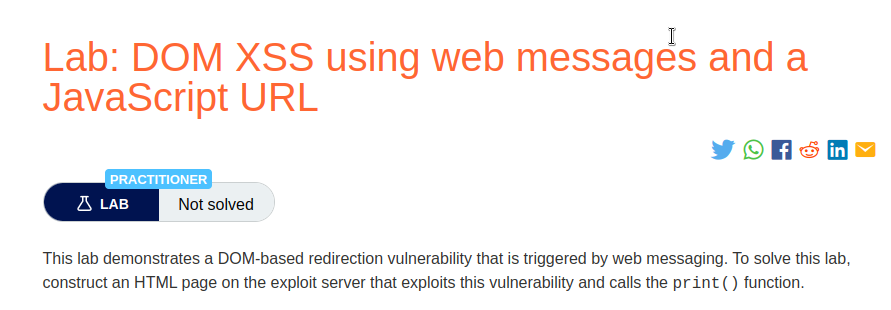 Lab: DOM XSS using web messages and a
JavaScript URL
PRACTITIONER
LAB Not solved
This lab demonstrates a DOM-based redirection vulnerability that is triggered by web messaging. To solve this lab,
construct an HTML page on the exploit server that exploits this vulnerability and calls the print() function.